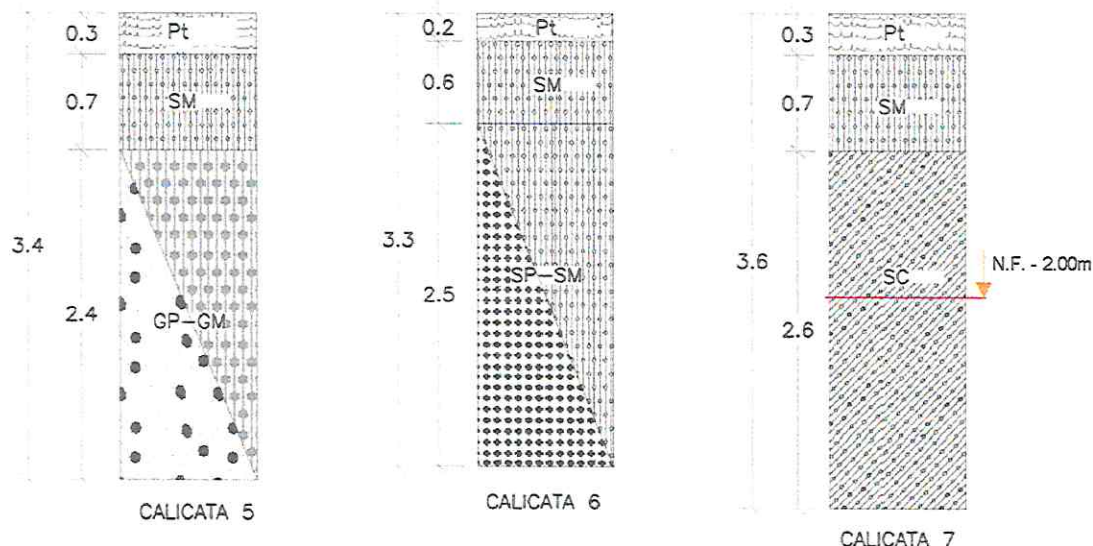 0.3
Pt
0.7
SM
3.4
2.4
GP-GM
CALICATA 5
0.2
Pt
0.6
SM
3.3
2.5
SP-SM
CALICATA 6
0.3
Pt
0.7
SM
3.6
2.6
SC
N.F. - 2.00m
CALICATA 7